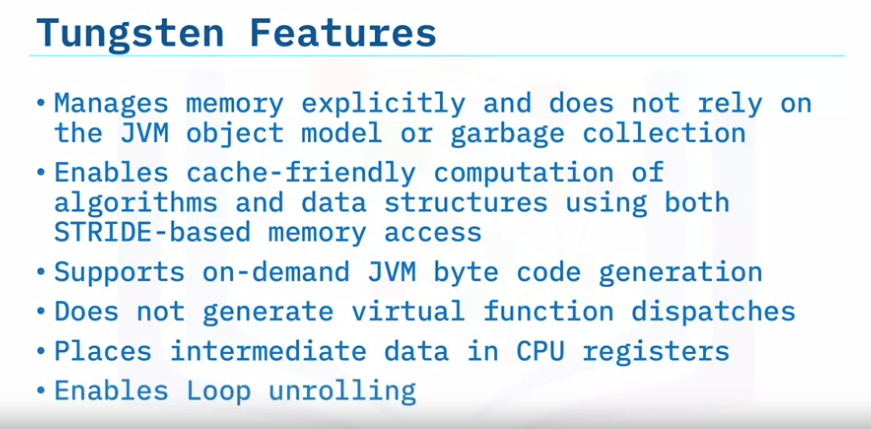 Tungsten Features
• Manages memory explicitly and does not rely on
the JVM object model or garbage collection
• Enables cache-friendly computation of
algorithms and data structures using both
STRIDE-based memory access
• Supports on-demand JVM byte code generation
• Does not generate virtual function dispatches
• Places intermediate data in CPU registers
• Enables Loop unrolling